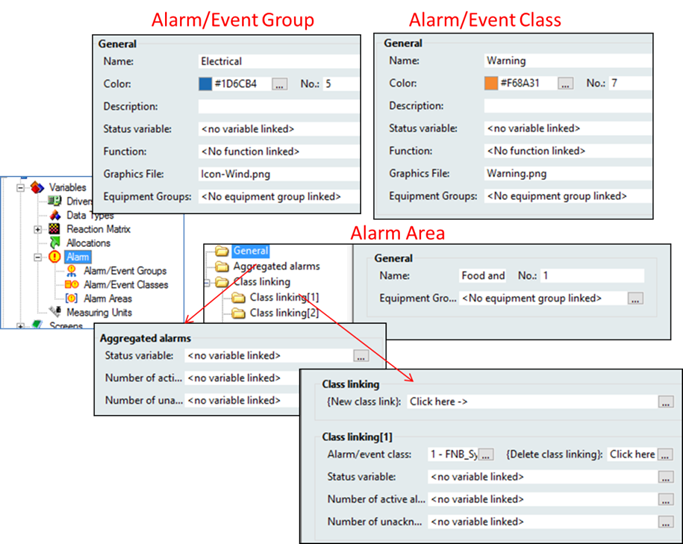 Alarm/Event Group
General
Name: Electrical
Color: #1D6CB4 ... No.: 5
Description:
Status variable: <no variable linked>
Function: <No function linked>
Graphics File: Icon-Wind.png
Equipment Groups: <No equipment group linked>
Alarm/Event Class
General
Name: Warning
Color: #F68A31 ... No.: 7
Description:
Status variable: <no variable linked>
Function: <No function linked>
Graphics File: Warning.png
Equipment Groups: <No equipment group linked>
Variables
Data Types
Reaction Matrix
Allocations
Alarm
Alarm/Event Groups
Alarm/Event Classes
Alarm Areas
Measuring Units
Alarm Area
General
Aggregated alarms
Class linking
Class linking[1]
Class linking[2]
General
Name: Food and No.: 1
Equipment Gro... <No equipment group linked> ...
Aggregated alarms
Status variable: <no variable linked> ...
Number of acti... <no variable linked>
Number of una... <no variable linked>
Class linking
{New class link}: Click here -> ...
Class linking[1]
Alarm/event class: 1 - FNB_Sy ... {Delete class linking}: Click here ...
Status variable: <no variable linked> ...
Number of active al... <no variable linked> ...
Number of unackn... <no variable linked> ...